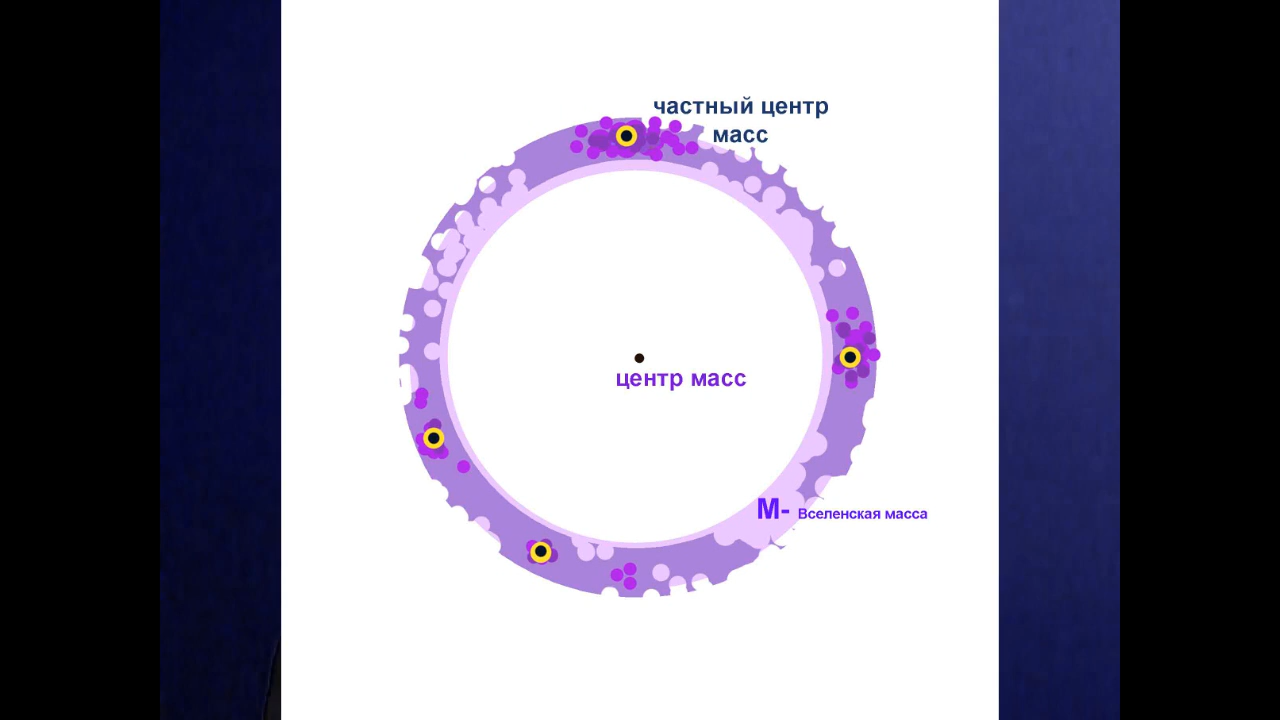 частный центр
масс
центр масс
М- Вселенская масса